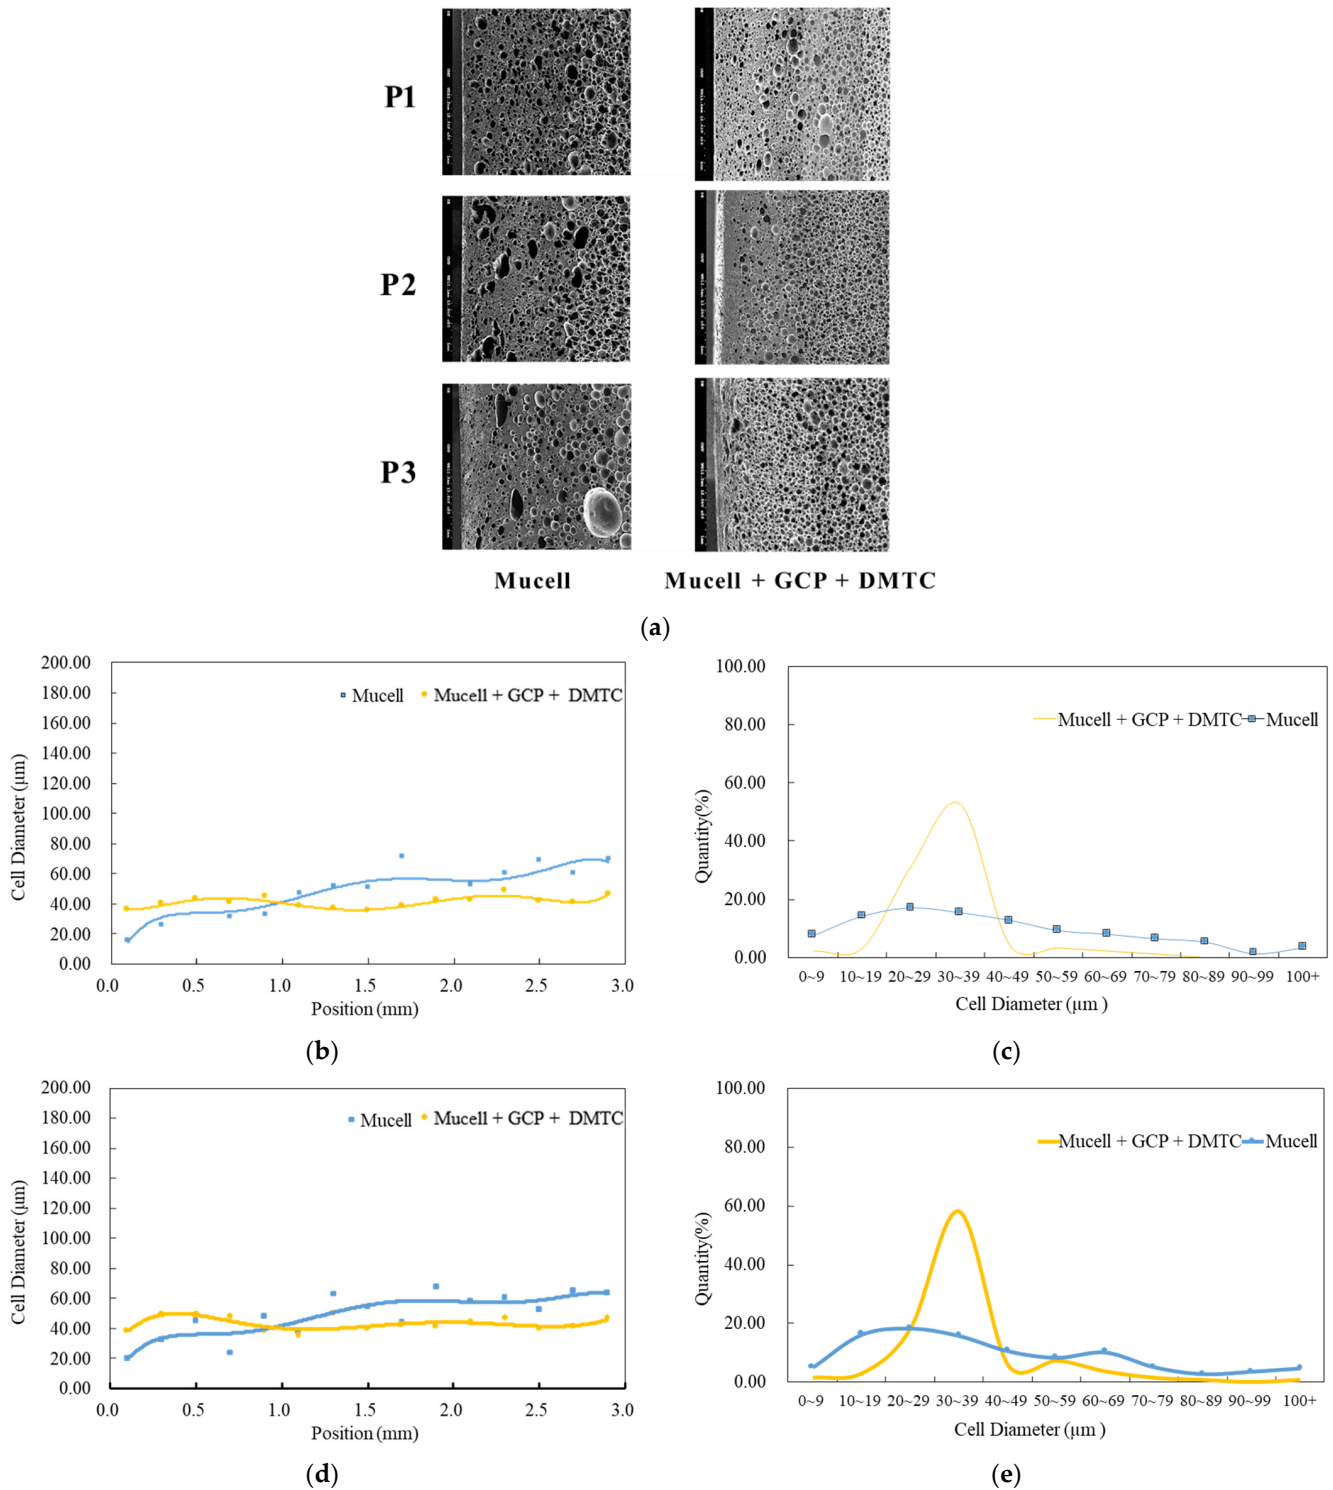 P1
P2
P3
Mucell
Mucell + GCP + DMTC
(a)
200.00
180.00
160.00
140.00
120.00
100.00
80.00
60.00
40.00
20.00
0.00
Cell Diameter (μm)
Mucell
Mucell + GCP + DMTC
0.0 0.5 1.0 1.5 2.0 2.5 3.0
Position (mm)
(b)
100.00
80.00
60.00
40.00
20.00
0.00
Quantity(%)
Mucell + GCP + DMTC
Mucell
0~9 10~19 20~29 30~39 40~49 50~59 60~69 70~79 80~89 90~99 100+
Cell Diameter (μm )
(c)
200.00
180.00
160.00
140.00
120.00
100.00
80.00
60.00
40.00
20.00
0.00
Cell Diameter (μm)
Mucell
Mucell + GCP + DMTC
0.0 0.5 1.0 1.5 2.0 2.5 3.0
Position (mm)
(d)
100.00
80.00
60.00
40.00
20.00
0.00
Quantity(%)
Mucell + GCP + DMTC
Mucell
0~9 10~19 20~29 30~39 40~49 50~59 60~69 70~79 80~89 90~99 100+
Cell Diameter (μm )
(e)